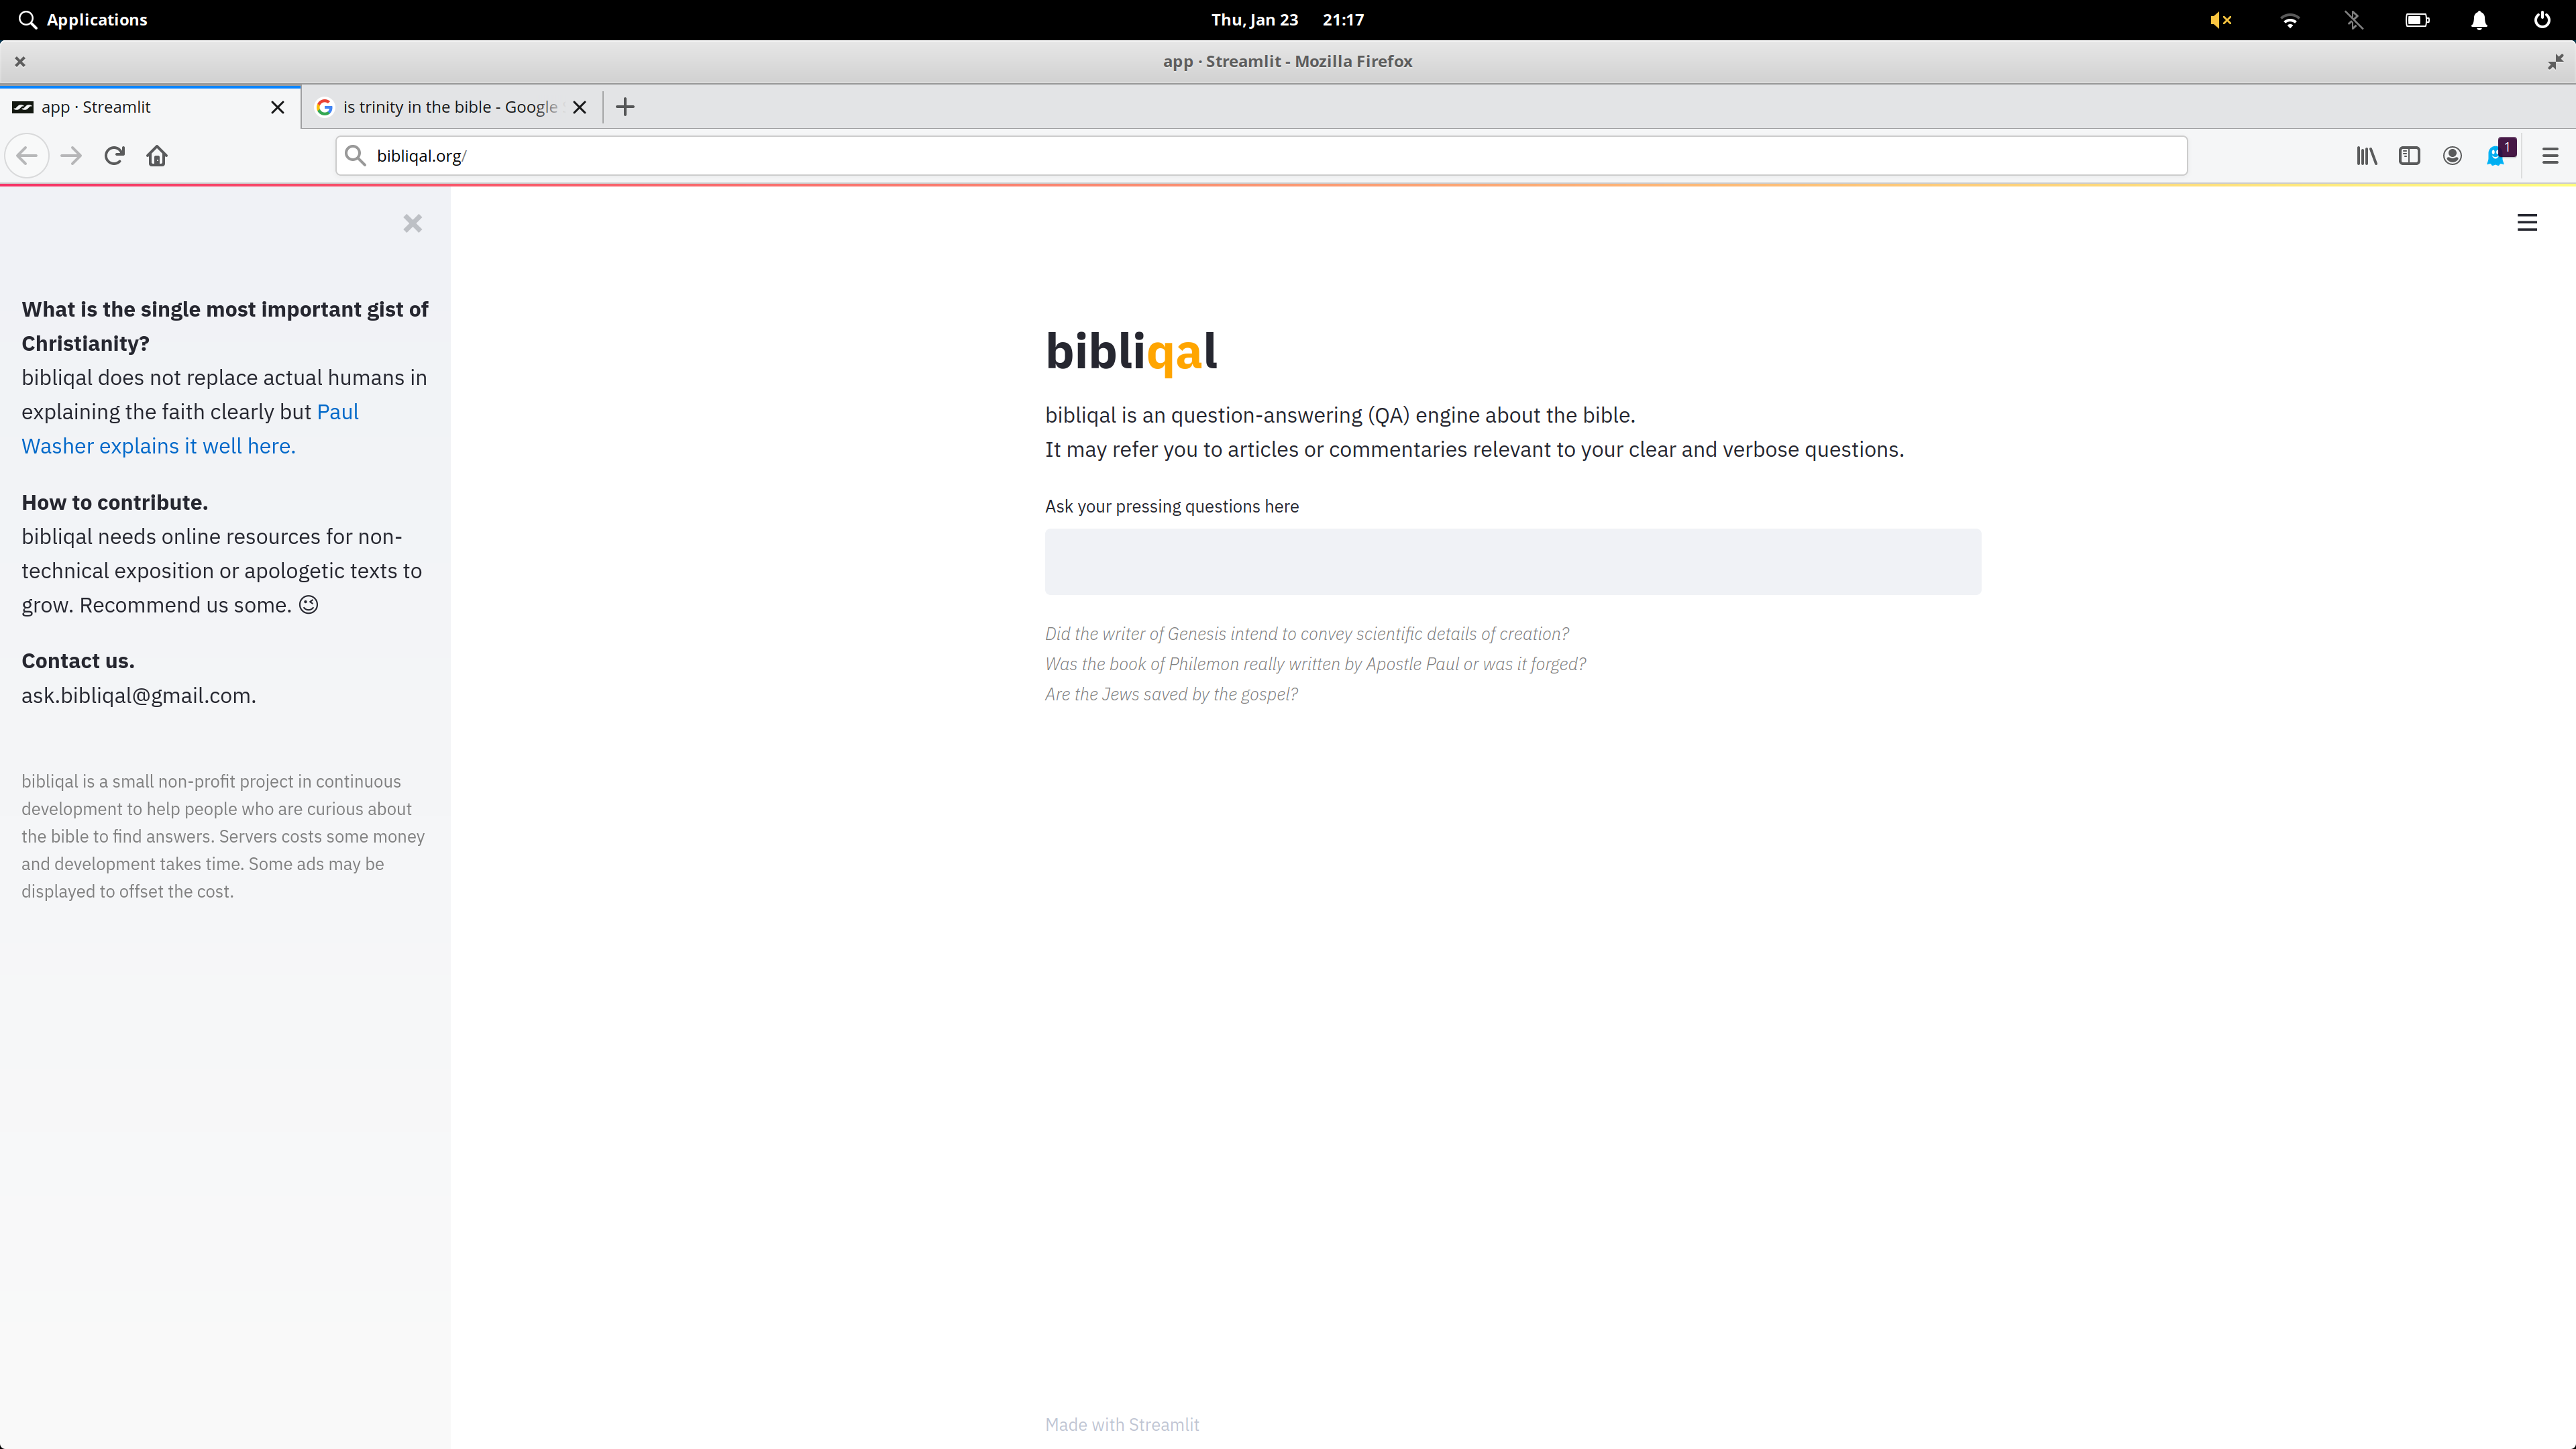 Applications
Thu, Jan 23 21:17
app · Streamlit - Mozilla Firefox
app · Streamlit
is trinity in the bible - Google
bibliqal.org/
1
What is the single most important gist of
Christianity?
bibliqal does not replace actual humans in
explaining the faith clearly but Paul
Washer explains it well here.
How to contribute.
bibliqal needs online resources for non-
technical exposition or apologetic texts to
grow. Recommend us some. 😉
Contact us.
ask.bibliqal@gmail.com.
bibliqal is a small non-profit project in continuous
development to help people who are curious about
the bible to find answers. Servers costs some money
and development takes time. Some ads may be
displayed to offset the cost.
bibliqal
bibliqal is an question-answering (QA) engine about the bible.
It may refer you to articles or commentaries relevant to your clear and verbose questions.
Ask your pressing questions here
Did the writer of Genesis intend to convey scientific details of creation?
Was the book of Philemon really written by Apostle Paul or was it forged?
Are the Jews saved by the gospel?
Made with Streamlit